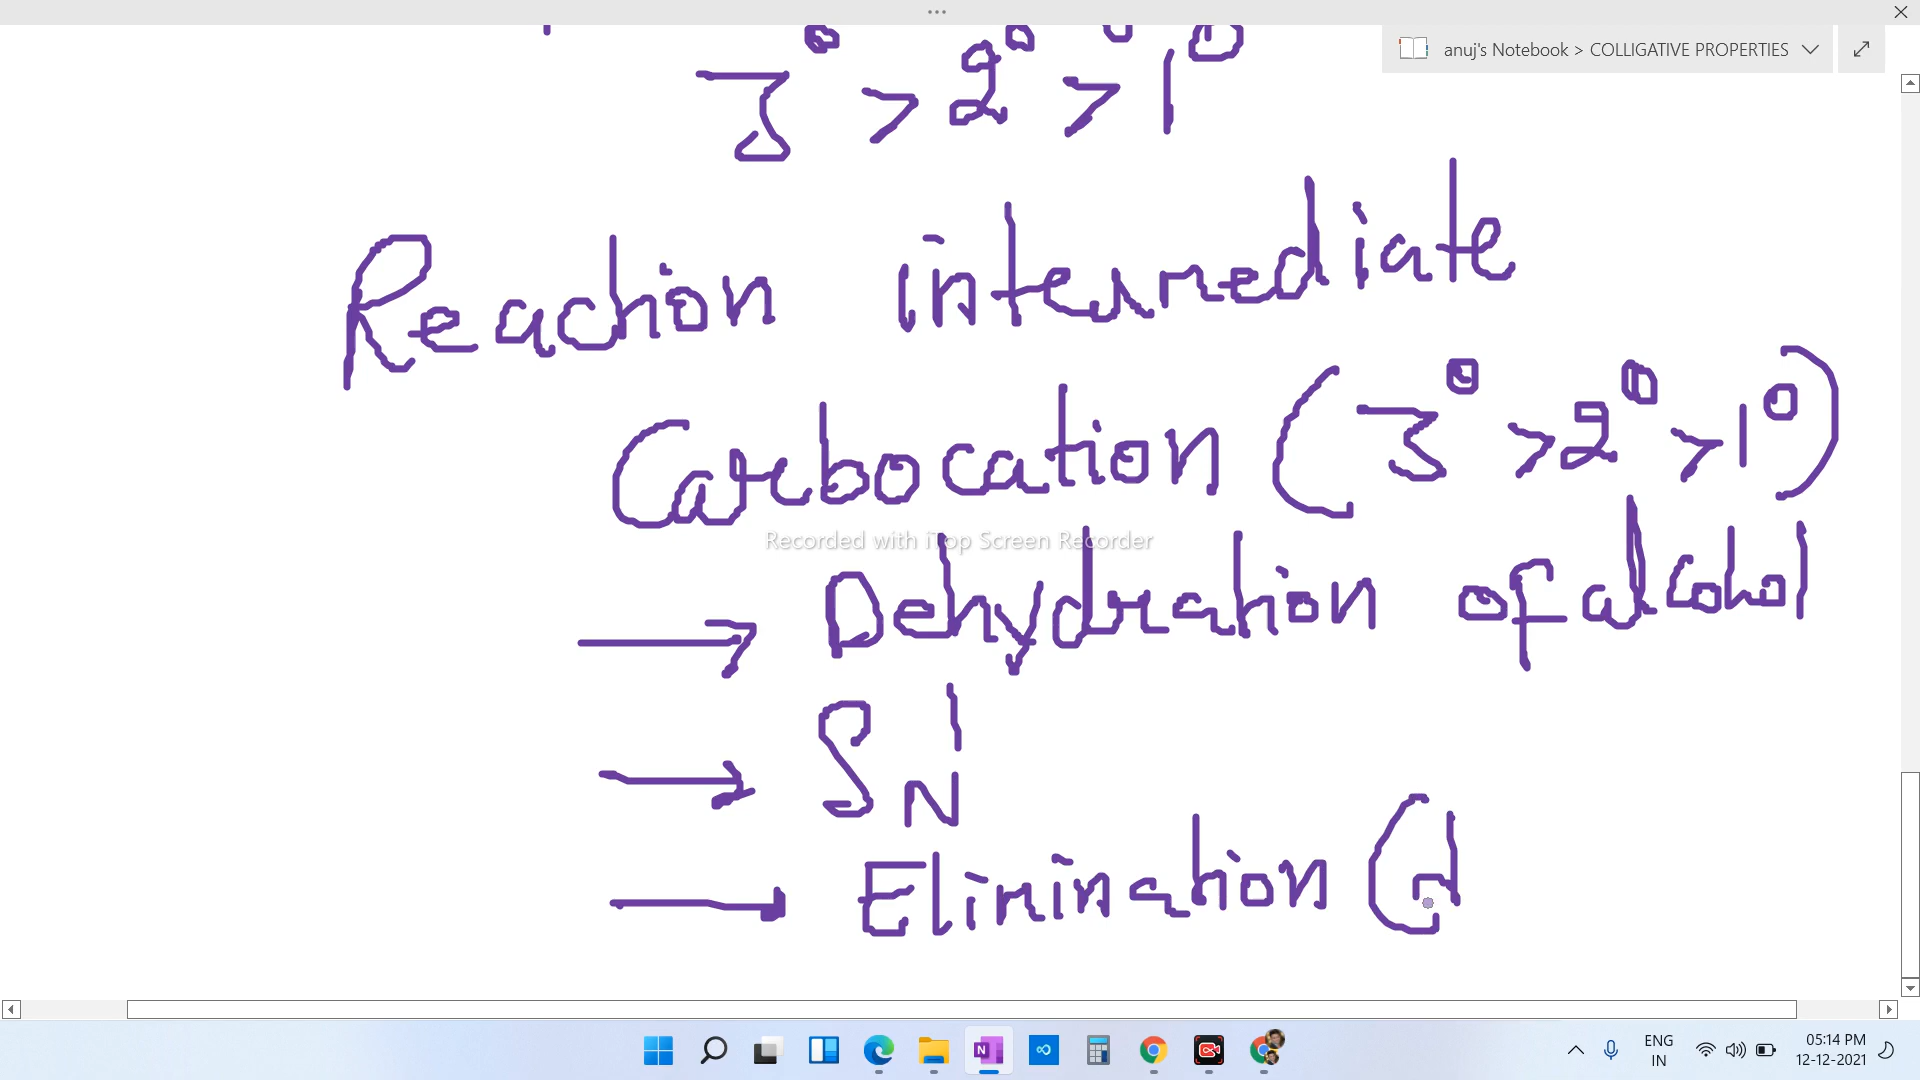 anuj's Notebook > COLLIGATIVE PROPERTIES
3° > 2° > 1°
Reaction intermediate
Carbocation (3° > 2° > 1°)
Recorded with iTop Screen Recorder
→ Dehydration of alcohol
→ SN1
→ Elimination (
ENG
IN
05:14 PM
12-12-2021